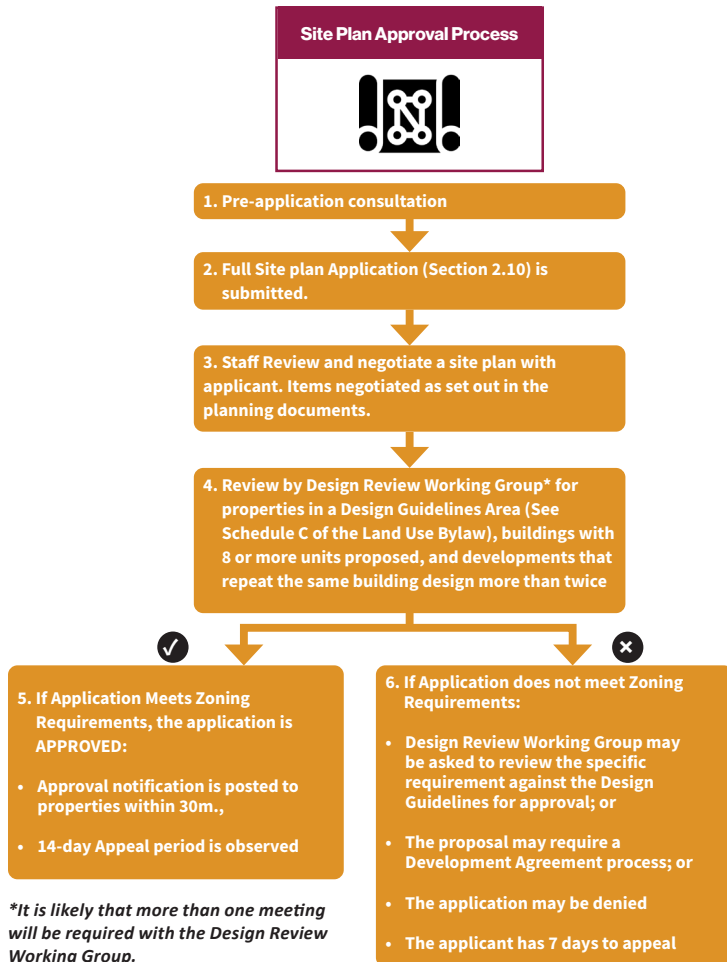 Site Plan Approval Process
1. Pre-application consultation
2. Full Site plan Application (Section 2.10) is
submitted.
3. Staff Review and negotiate a site plan with
applicant. Items negotiated as set out in the
planning documents.
4. Review by Design Review Working Group* for
properties in a Design Guidelines Area (See
Schedule C of the Land Use Bylaw), buildings with
8 or more units proposed, and developments that
repeat the same building design more than twice
5. If Application Meets Zoning
Requirements, the application is
APPROVED:
• Approval notification is posted to
properties within 30m.,
• 14-day Appeal period is observed
*It is likely that more than one meeting
will be required with the Design Review
Working Group.
6. If Application does not meet Zoning
Requirements:
• Design Review Working Group may
be asked to review the specific
requirement against the Design
Guidelines for approval; or
• The proposal may require a
Development Agreement process; or
• The application may be denied
• The applicant has 7 days to appeal